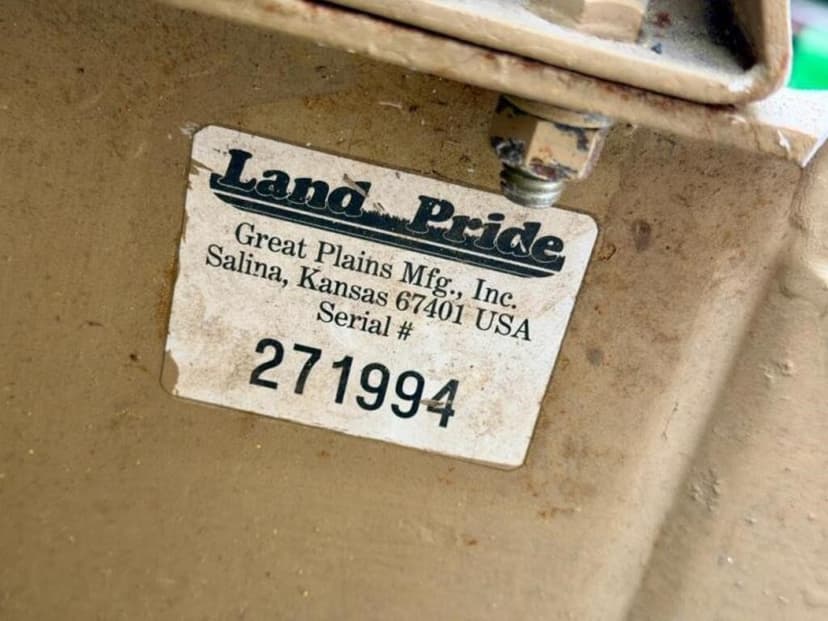 Land Pride
Great Plains Mfg., Inc.
Salina, Kansas 67401 USA
Serial #
271994